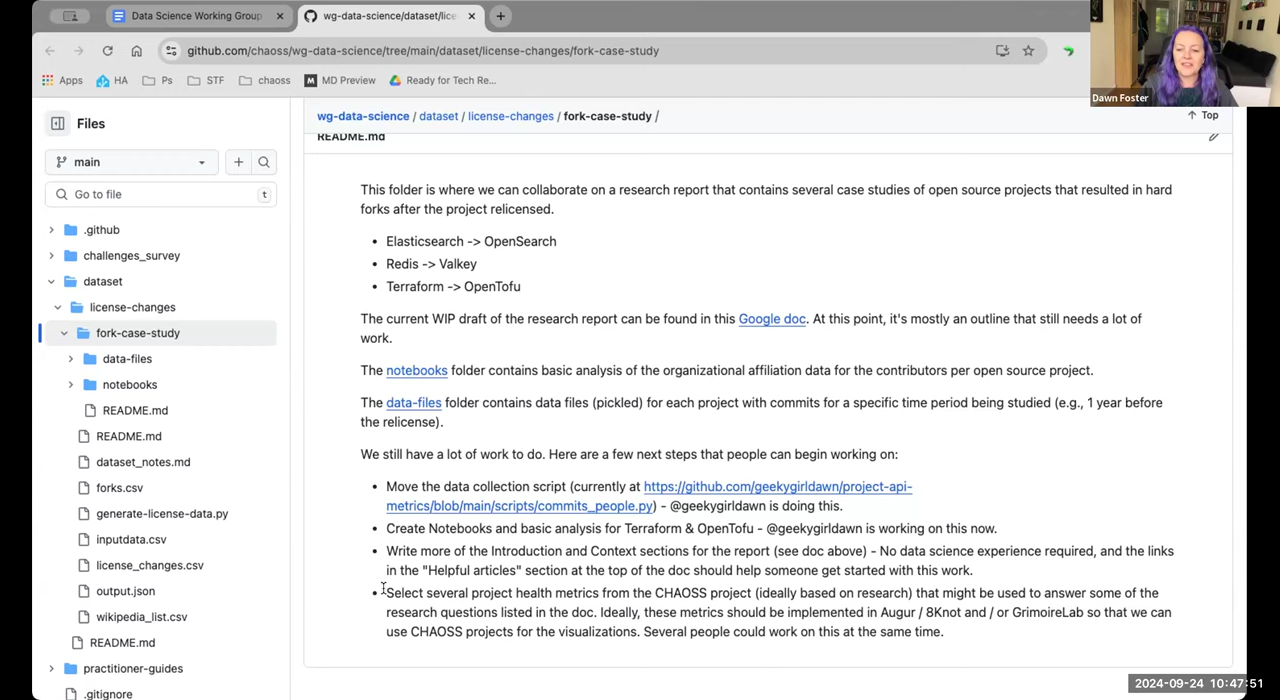 Data Science Working Group
wg-data-science/dataset/lice
github.com/chaoss/wg-data-science/tree/main/dataset/license-changes/fork-case-study
Apps
HA
Ps
STF
chaoss
M MD Preview
Ready for Tech Re...
Dawn Foster
Files
main
Go to file
t
.github
challenges_survey
dataset
license-changes
fork-case-study
data-files
notebooks
README.md
README.md
dataset_notes.md
forks.csv
generate-license-data.py
inputdata.csv
license_changes.csv
output.json
wikipedia_list.csv
README.md
practitioner-guides
.gitignore
wg-data-science / dataset / license-changes / fork-case-study /
Top
README.md
This folder is where we can collaborate on a research report that contains several case studies of open source projects that resulted in hard
forks after the project relicensed.
• Elasticsearch -> OpenSearch
• Redis -> Valkey
• Terraform -> OpenTofu
The current WIP draft of the research report can be found in this Google doc. At this point, it's mostly an outline that still needs a lot of
work.
The notebooks folder contains basic analysis of the organizational affiliation data for the contributors per open source project.
The data-files folder contains data files (pickled) for each project with commits for a specific time period being studied (e.g., 1 year before
the relicense).
We still have a lot of work to do. Here are a few next steps that people can begin working on:
• Move the data collection script (currently at https://github.com/geekygirldawn/project-api-
metrics/blob/main/scripts/commits_people.py) - @geekygirldawn is doing this.
• Create Notebooks and basic analysis for Terraform & OpenTofu - @geekygirldawn is working on this now.
• Write more of the Introduction and Context sections for the report (see doc above) - No data science experience required, and the links
in the "Helpful articles" section at the top of the doc should help someone get started with this work.
• Select several project health metrics from the CHAOSS project (ideally based on research) that might be used to answer some of the
research questions listed in the doc. Ideally, these metrics should be implemented in Augur / 8Knot and / or GrimoireLab so that we can
use CHAOSS projects for the visualizations. Several people could work on this at the same time.
2024-09-24 10:47:51